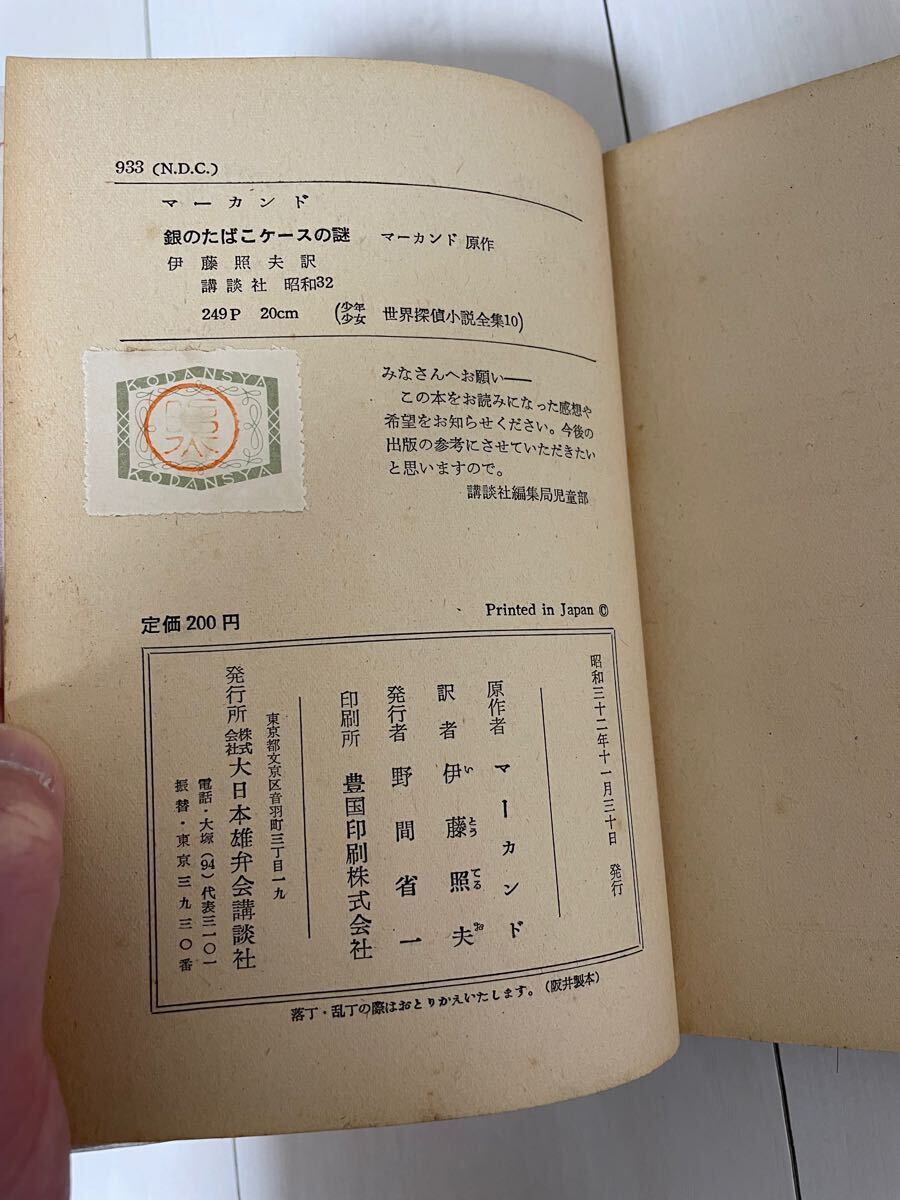 933 (N.D.C.)
マーカンド
銀のたばこケースの謎 マーカンド 原作
伊藤照夫訳
講談社 昭和32
249P 20cm (少年少女 世界探偵小説全集10)
KODANSYA
KODANSYA
みなさんへお願い——
この本をお読みになった感想や
希望をお知らせください。今後の
出版の参考にさせていただきたい
と思いますので。
講談社編集局児童部
定価 200 円
Printed in Japan ©
昭和三十二年十一月三十日 発行
原作者 マーカンド
訳者 伊藤照夫
いとうてるお
発行者 野間省一
印刷所 豊国印刷株式会社
東京都文京区音羽町三丁目一九
発行所 株式会社 大日本雄弁会講談社
電話・大塚(94)代表三一〇一
振替・東京三九三〇番
落丁・乱丁の際はおとりかえいたします。(阪井製本)